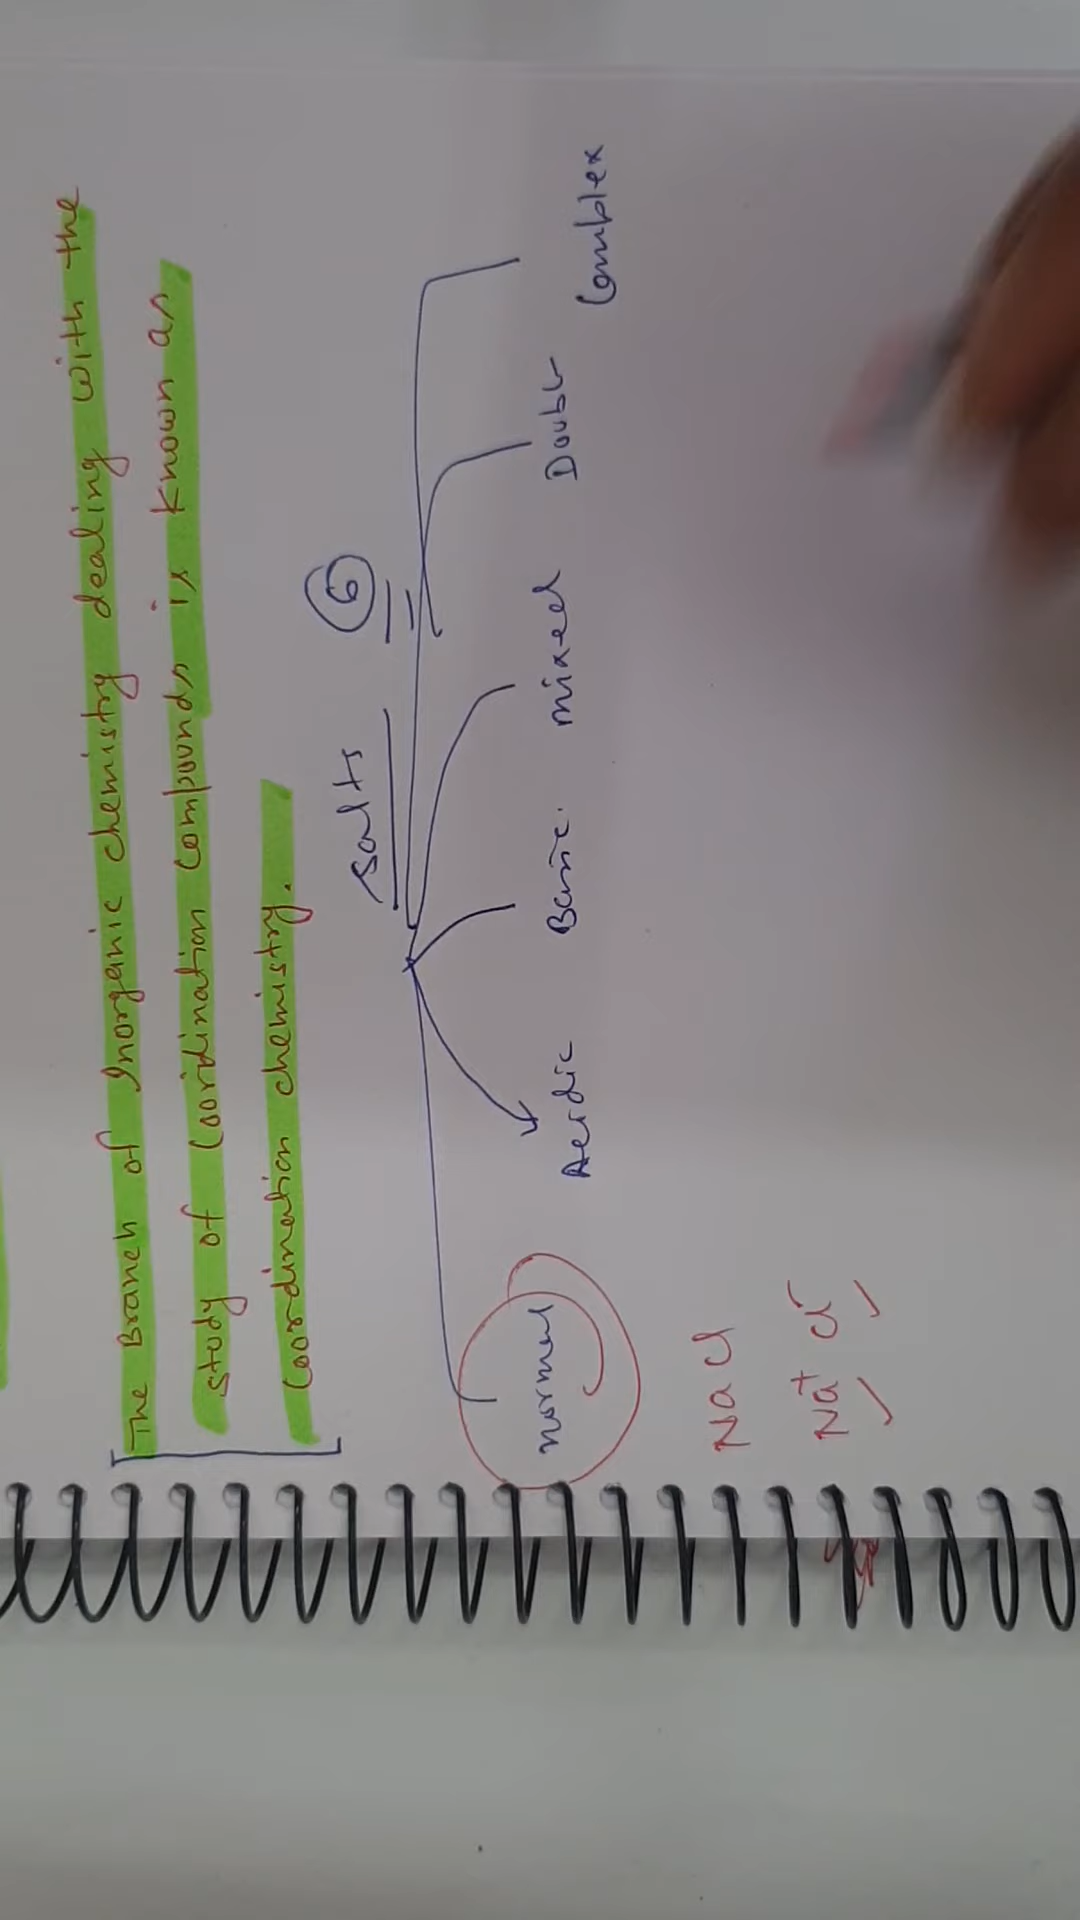 The Branch of Inorganic chemistry dealing with the
study of Coordination Compounds is known as
Coordination chemistry.
Salts 6
normal Acidic Basic mixed Double Complex
NaCl
Na+ Cl-